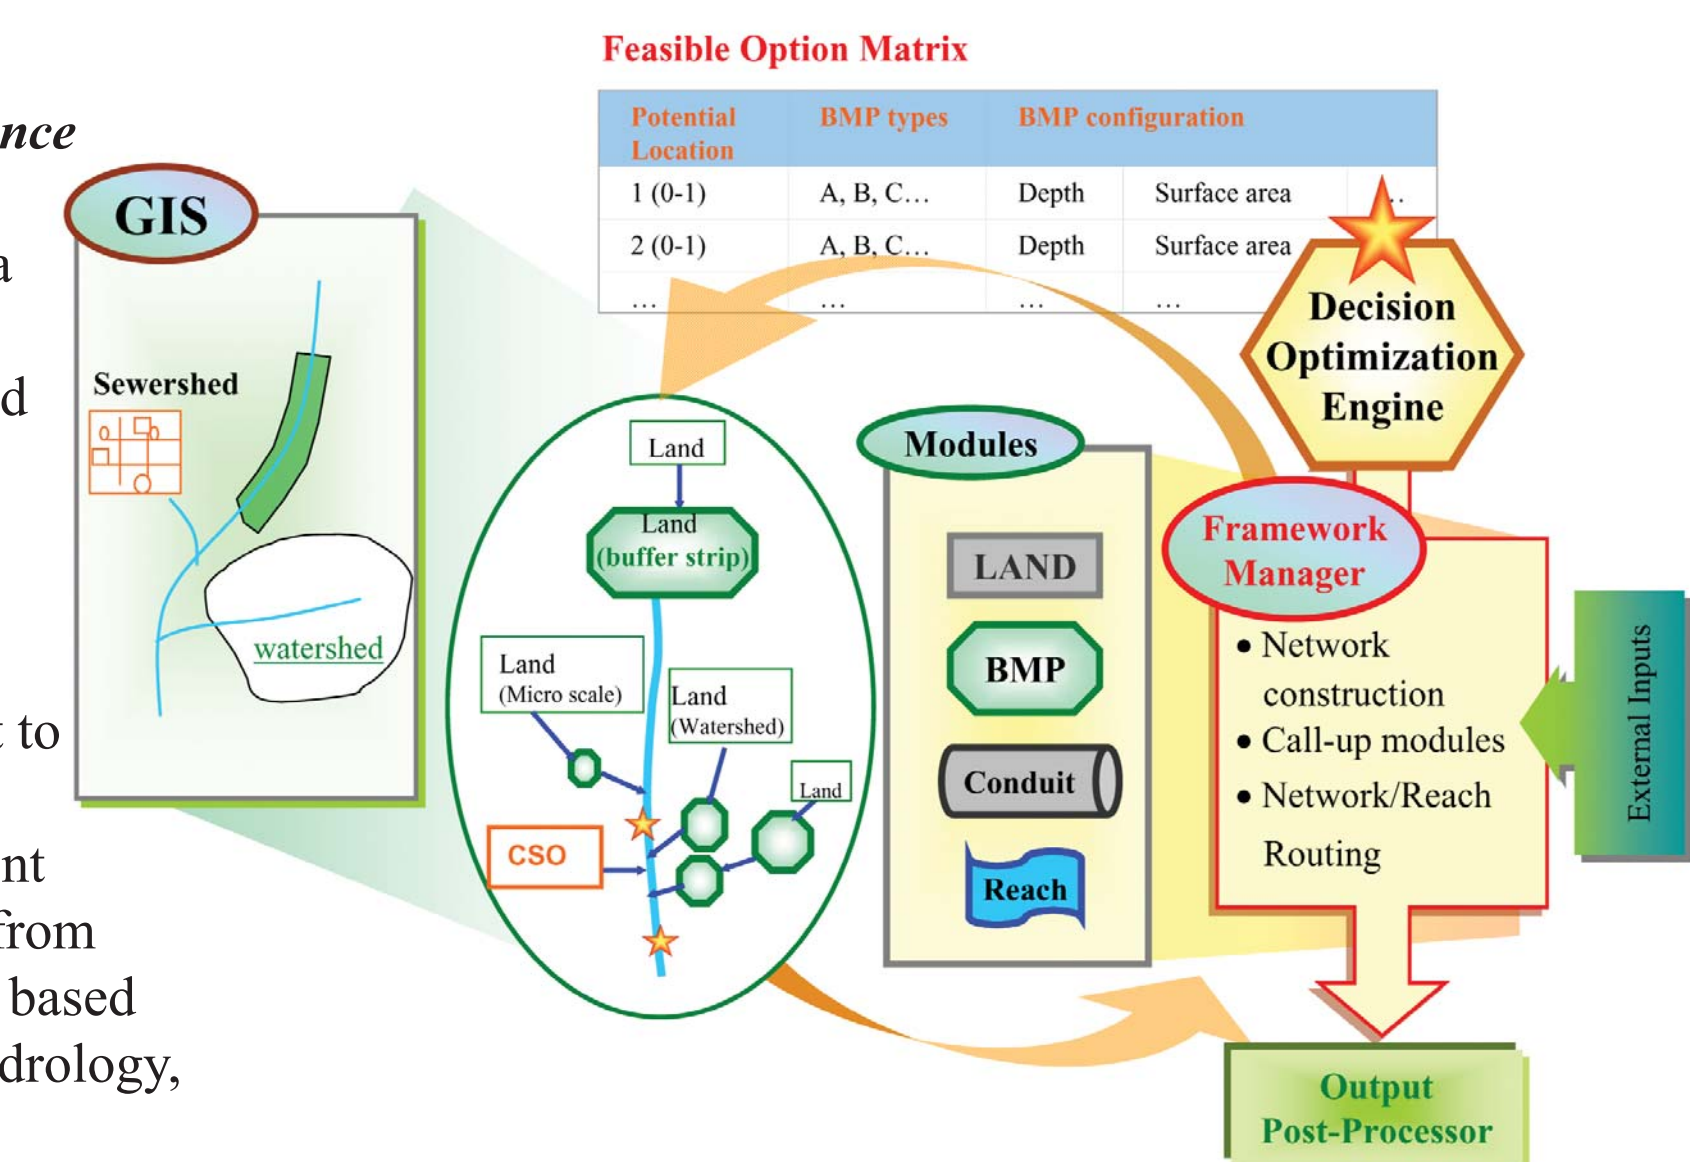 Feasible Option Matrix
Potential Location	BMP types	BMP configuration
1 (0-1)	A, B, C…	Depth	Surface area	…
2 (0-1)	A, B, C…	Depth	Surface area
…	…	…	…
nce
a
d
t to
nt
from
based
drology,
GIS
Sewershed
watershed
Land
Land
(buffer strip)
Land
(Micro scale)
Land
(Watershed)
Land
CSO
Modules
LAND
BMP
Conduit
Reach
Decision
Optimization
Engine
Framework
Manager
• Network
construction
• Call-up modules
• Network/Reach
Routing
External Inputs
Output
Post-Processor